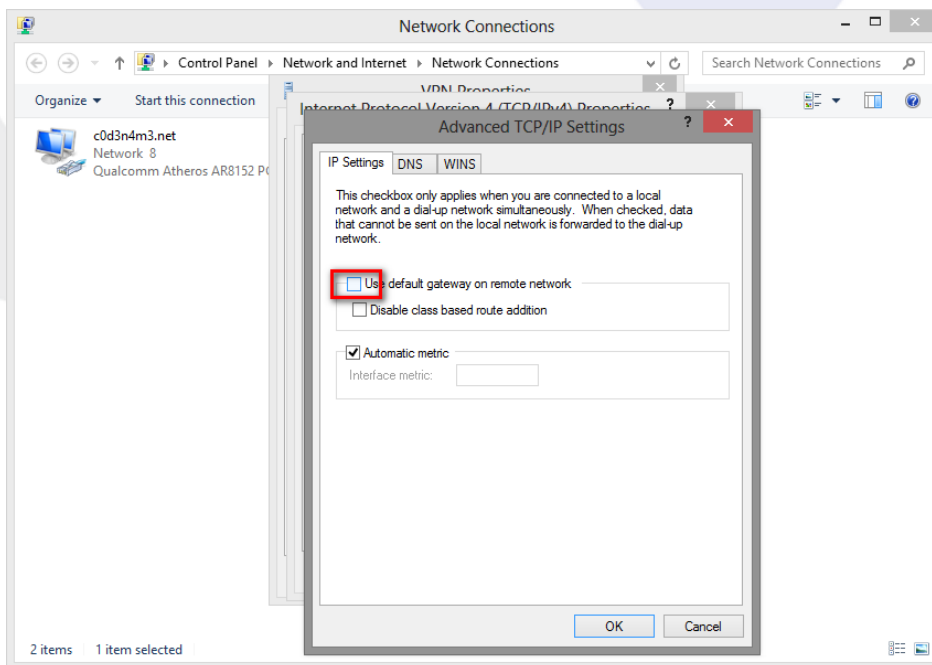 Network Connections
Control Panel Network and Internet Network Connections
Search Network Connections
Organize
Start this connection
VPN Properties
Internet Protocol Version 4 (TCP/IPv4) Properties ?
Advanced TCP/IP Settings ?
c0d3n4m3.net
Network 8
Qualcomm Atheros AR8152
IP Settings DNS WINS
This checkbox only applies when you are connected to a local
network and a dial-up network simultaneously. When checked, data
that cannot be sent on the local network is forwarded to the dial-up
network.
Use default gateway on remote network
Disable class based route addition
Automatic metric
Interface metric:
OK Cancel
2 items 1 item selected